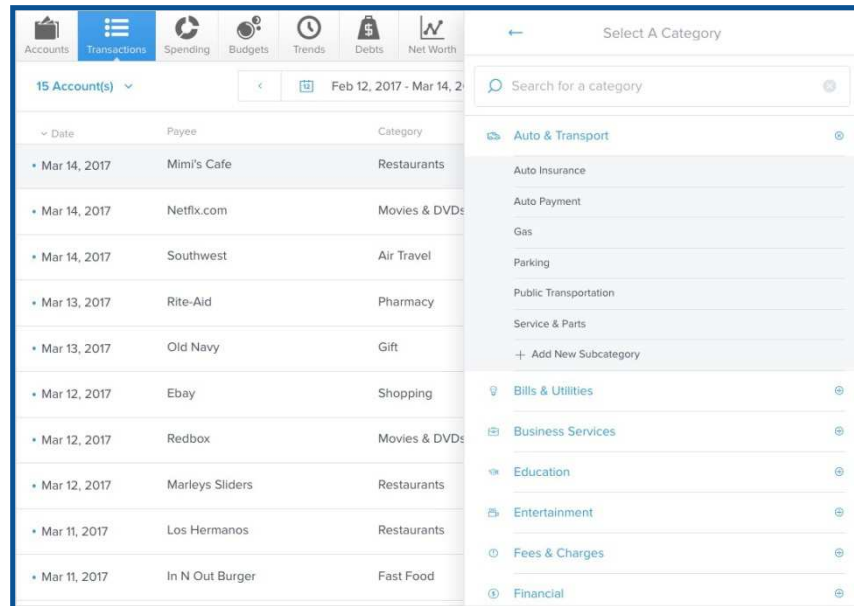 Accounts Transactions Spending Budgets Trends Debts Net Worth
15 Account(s)
12 Feb 12, 2017 - Mar 14, 2
Date Payee Category
Mar 14, 2017 Mimi's Cafe Restaurants
Mar 14, 2017 Netflx.com Movies & DVDs
Mar 14, 2017 Southwest Air Travel
Mar 13, 2017 Rite-Aid Pharmacy
Mar 13, 2017 Old Navy Gift
Mar 12, 2017 Ebay Shopping
Mar 12, 2017 Redbox Movies & DVDs
Mar 12, 2017 Marleys Sliders Restaurants
Mar 11, 2017 Los Hermanos Restaurants
Mar 11, 2017 In N Out Burger Fast Food
Select A Category
Search for a category
Auto & Transport
Auto Insurance
Auto Payment
Gas
Parking
Public Transportation
Service & Parts
+ Add New Subcategory
Bills & Utilities
Business Services
Education
Entertainment
Fees & Charges
Financial